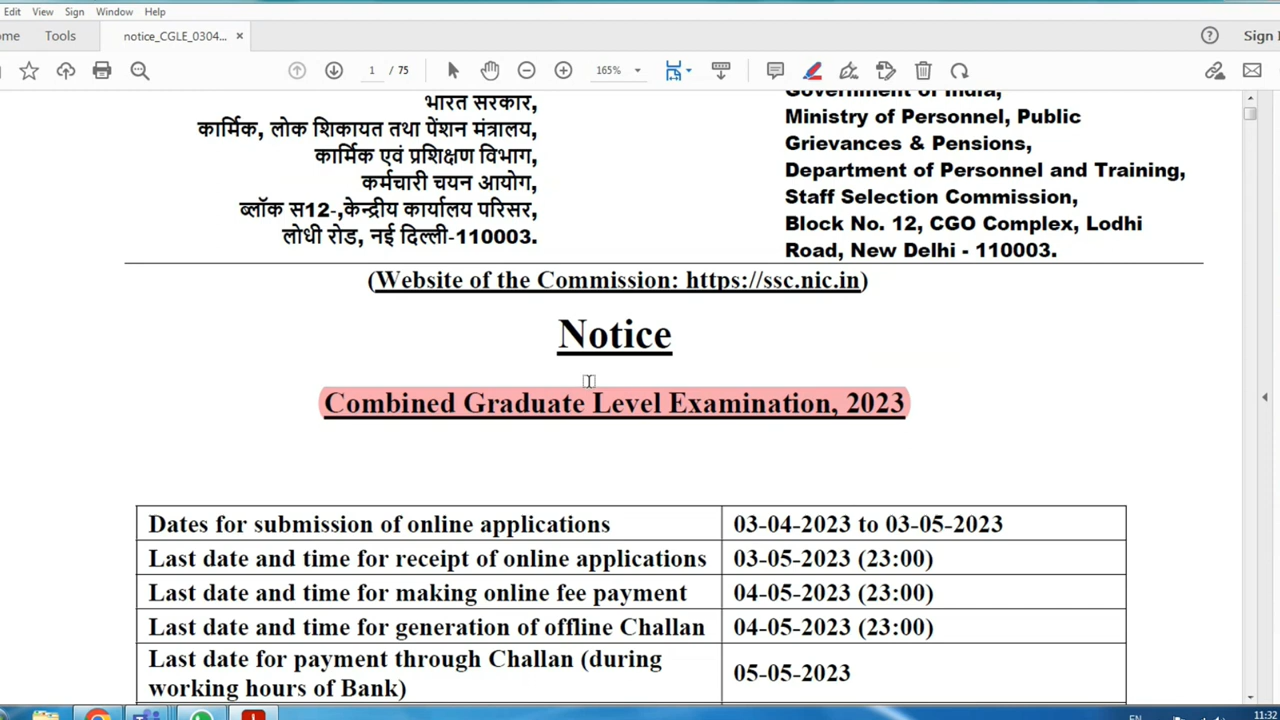 Edit View Sign Window Help
ome Tools notice_CGLE_0304... × Sign
1 / 75 165%
भारत सरकार,
कार्मिक, लोक शिकायत तथा पेंशन मंत्रालय,
कार्मिक एवं प्रशिक्षण विभाग,
कर्मचारी चयन आयोग,
ब्लॉक स12-,केन्द्रीय कार्यालय परिसर,
लोधी रोड, नई दिल्ली-110003.
Government of India,
Ministry of Personnel, Public
Grievances & Pensions,
Department of Personnel and Training,
Staff Selection Commission,
Block No. 12, CGO Complex, Lodhi
Road, New Delhi - 110003.
(Website of the Commission: https://ssc.nic.in)
Notice
Combined Graduate Level Examination, 2023
Dates for submission of online applications 03-04-2023 to 03-05-2023
Last date and time for receipt of online applications 03-05-2023 (23:00)
Last date and time for making online fee payment 04-05-2023 (23:00)
Last date and time for generation of offline Challan 04-05-2023 (23:00)
Last date for payment through Challan (during
working hours of Bank) 05-05-2023
EN 11:32